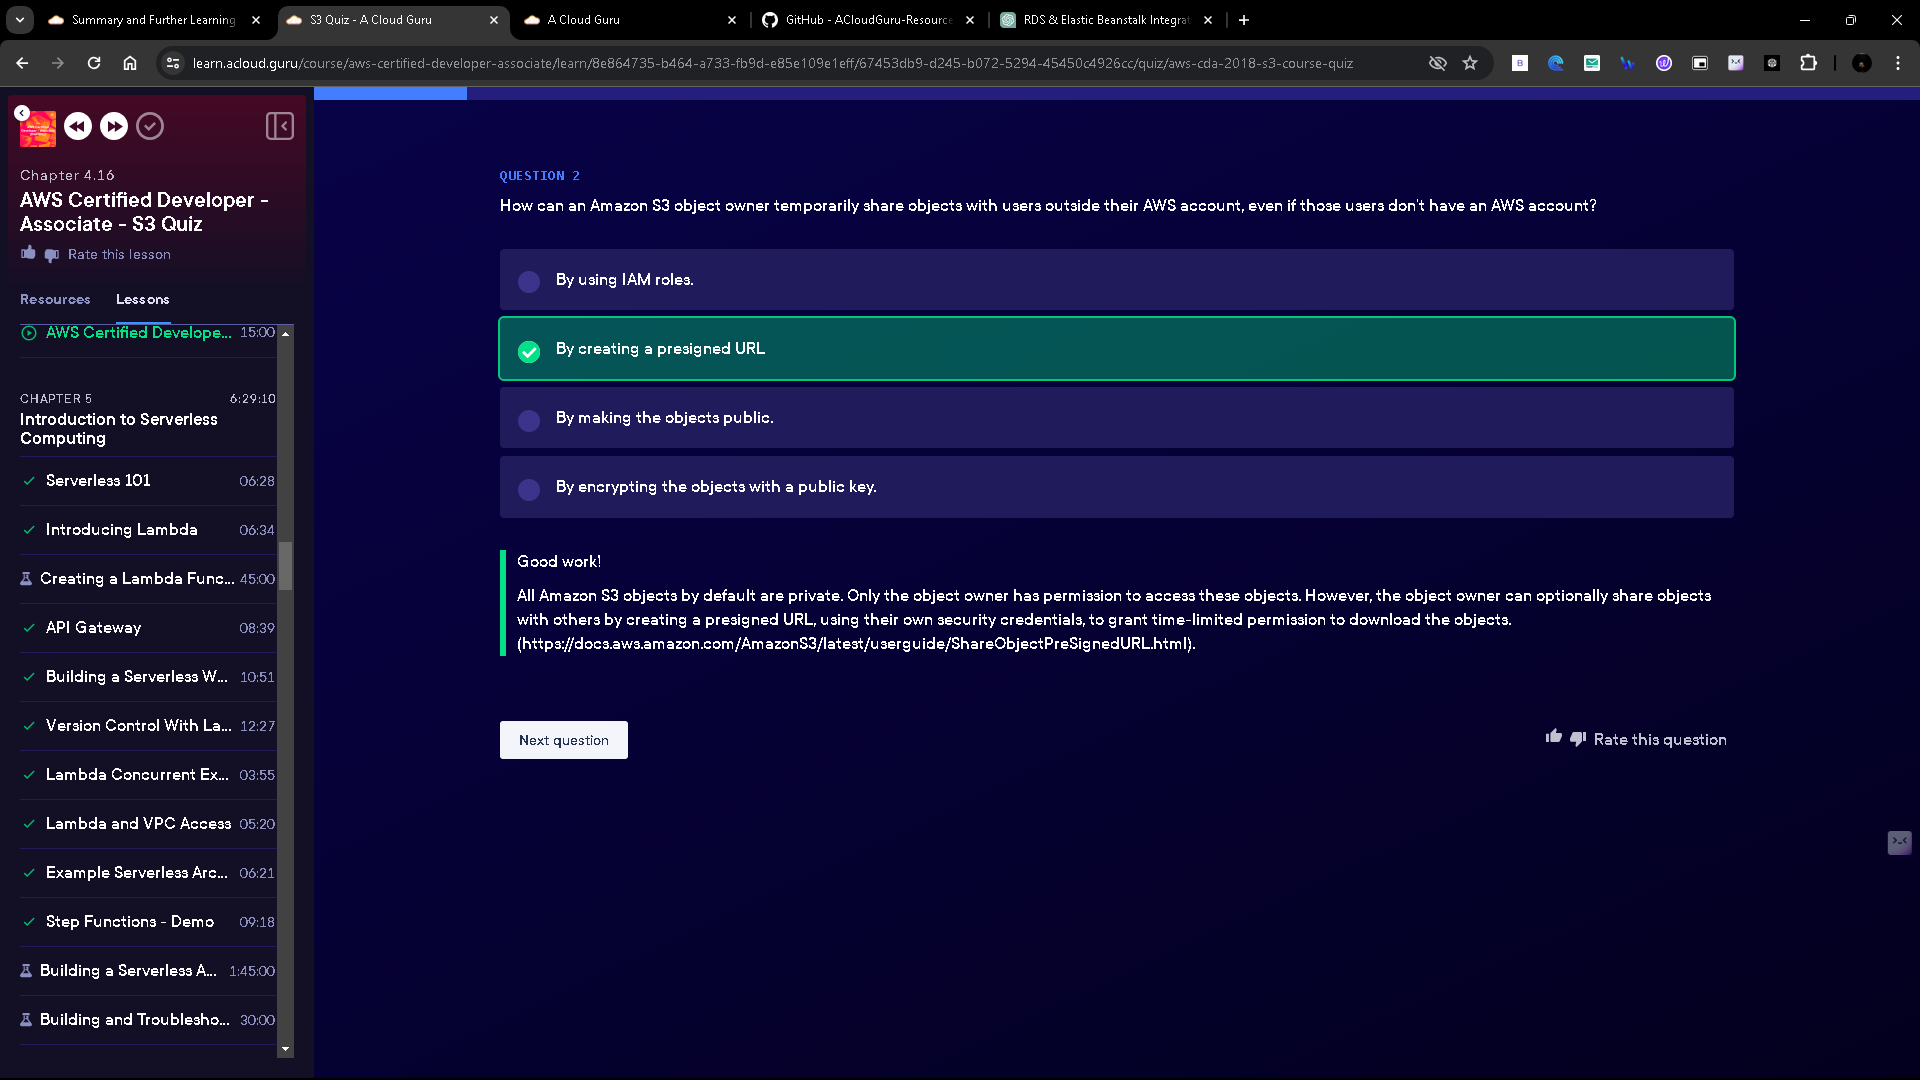 Summary and Further Learning
S3 Quiz - A Cloud Guru
A Cloud Guru
GitHub - ACloudGuru-Resource
RDS & Elastic Beanstalk Integrat
learn.acloud.guru/course/aws-certified-developer-associate/learn/8e864735-b464-a733-fb9d-e85e109e1eff/67453db9-d245-b072-5294-45450c4926cc/quiz/aws-cda-2018-s3-course-quiz
Chapter 4.16
AWS Certified Developer -
Associate - S3 Quiz
Rate this lesson
Resources
Lessons
AWS Certified Develope... 15:00
CHAPTER 5 6:29:10
Introduction to Serverless
Computing
Serverless 101 06:28
Introducing Lambda 06:34
Creating a Lambda Func... 45:00
API Gateway 08:39
Building a Serverless W... 10:51
Version Control With La... 12:27
Lambda Concurrent Ex... 03:55
Lambda and VPC Access 05:20
Example Serverless Arc... 06:21
Step Functions - Demo 09:18
Building a Serverless A... 1:45:00
Building and Troublesho... 30:00
QUESTION 2
How can an Amazon S3 object owner temporarily share objects with users outside their AWS account, even if those users don't have an AWS account?
By using IAM roles.
By creating a presigned URL
By making the objects public.
By encrypting the objects with a public key.
Good work!
All Amazon S3 objects by default are private. Only the object owner has permission to access these objects. However, the object owner can optionally share objects
with others by creating a presigned URL, using their own security credentials, to grant time-limited permission to download the objects.
(https://docs.aws.amazon.com/AmazonS3/latest/userguide/ShareObjectPreSignedURL.html).
Next question
Rate this question